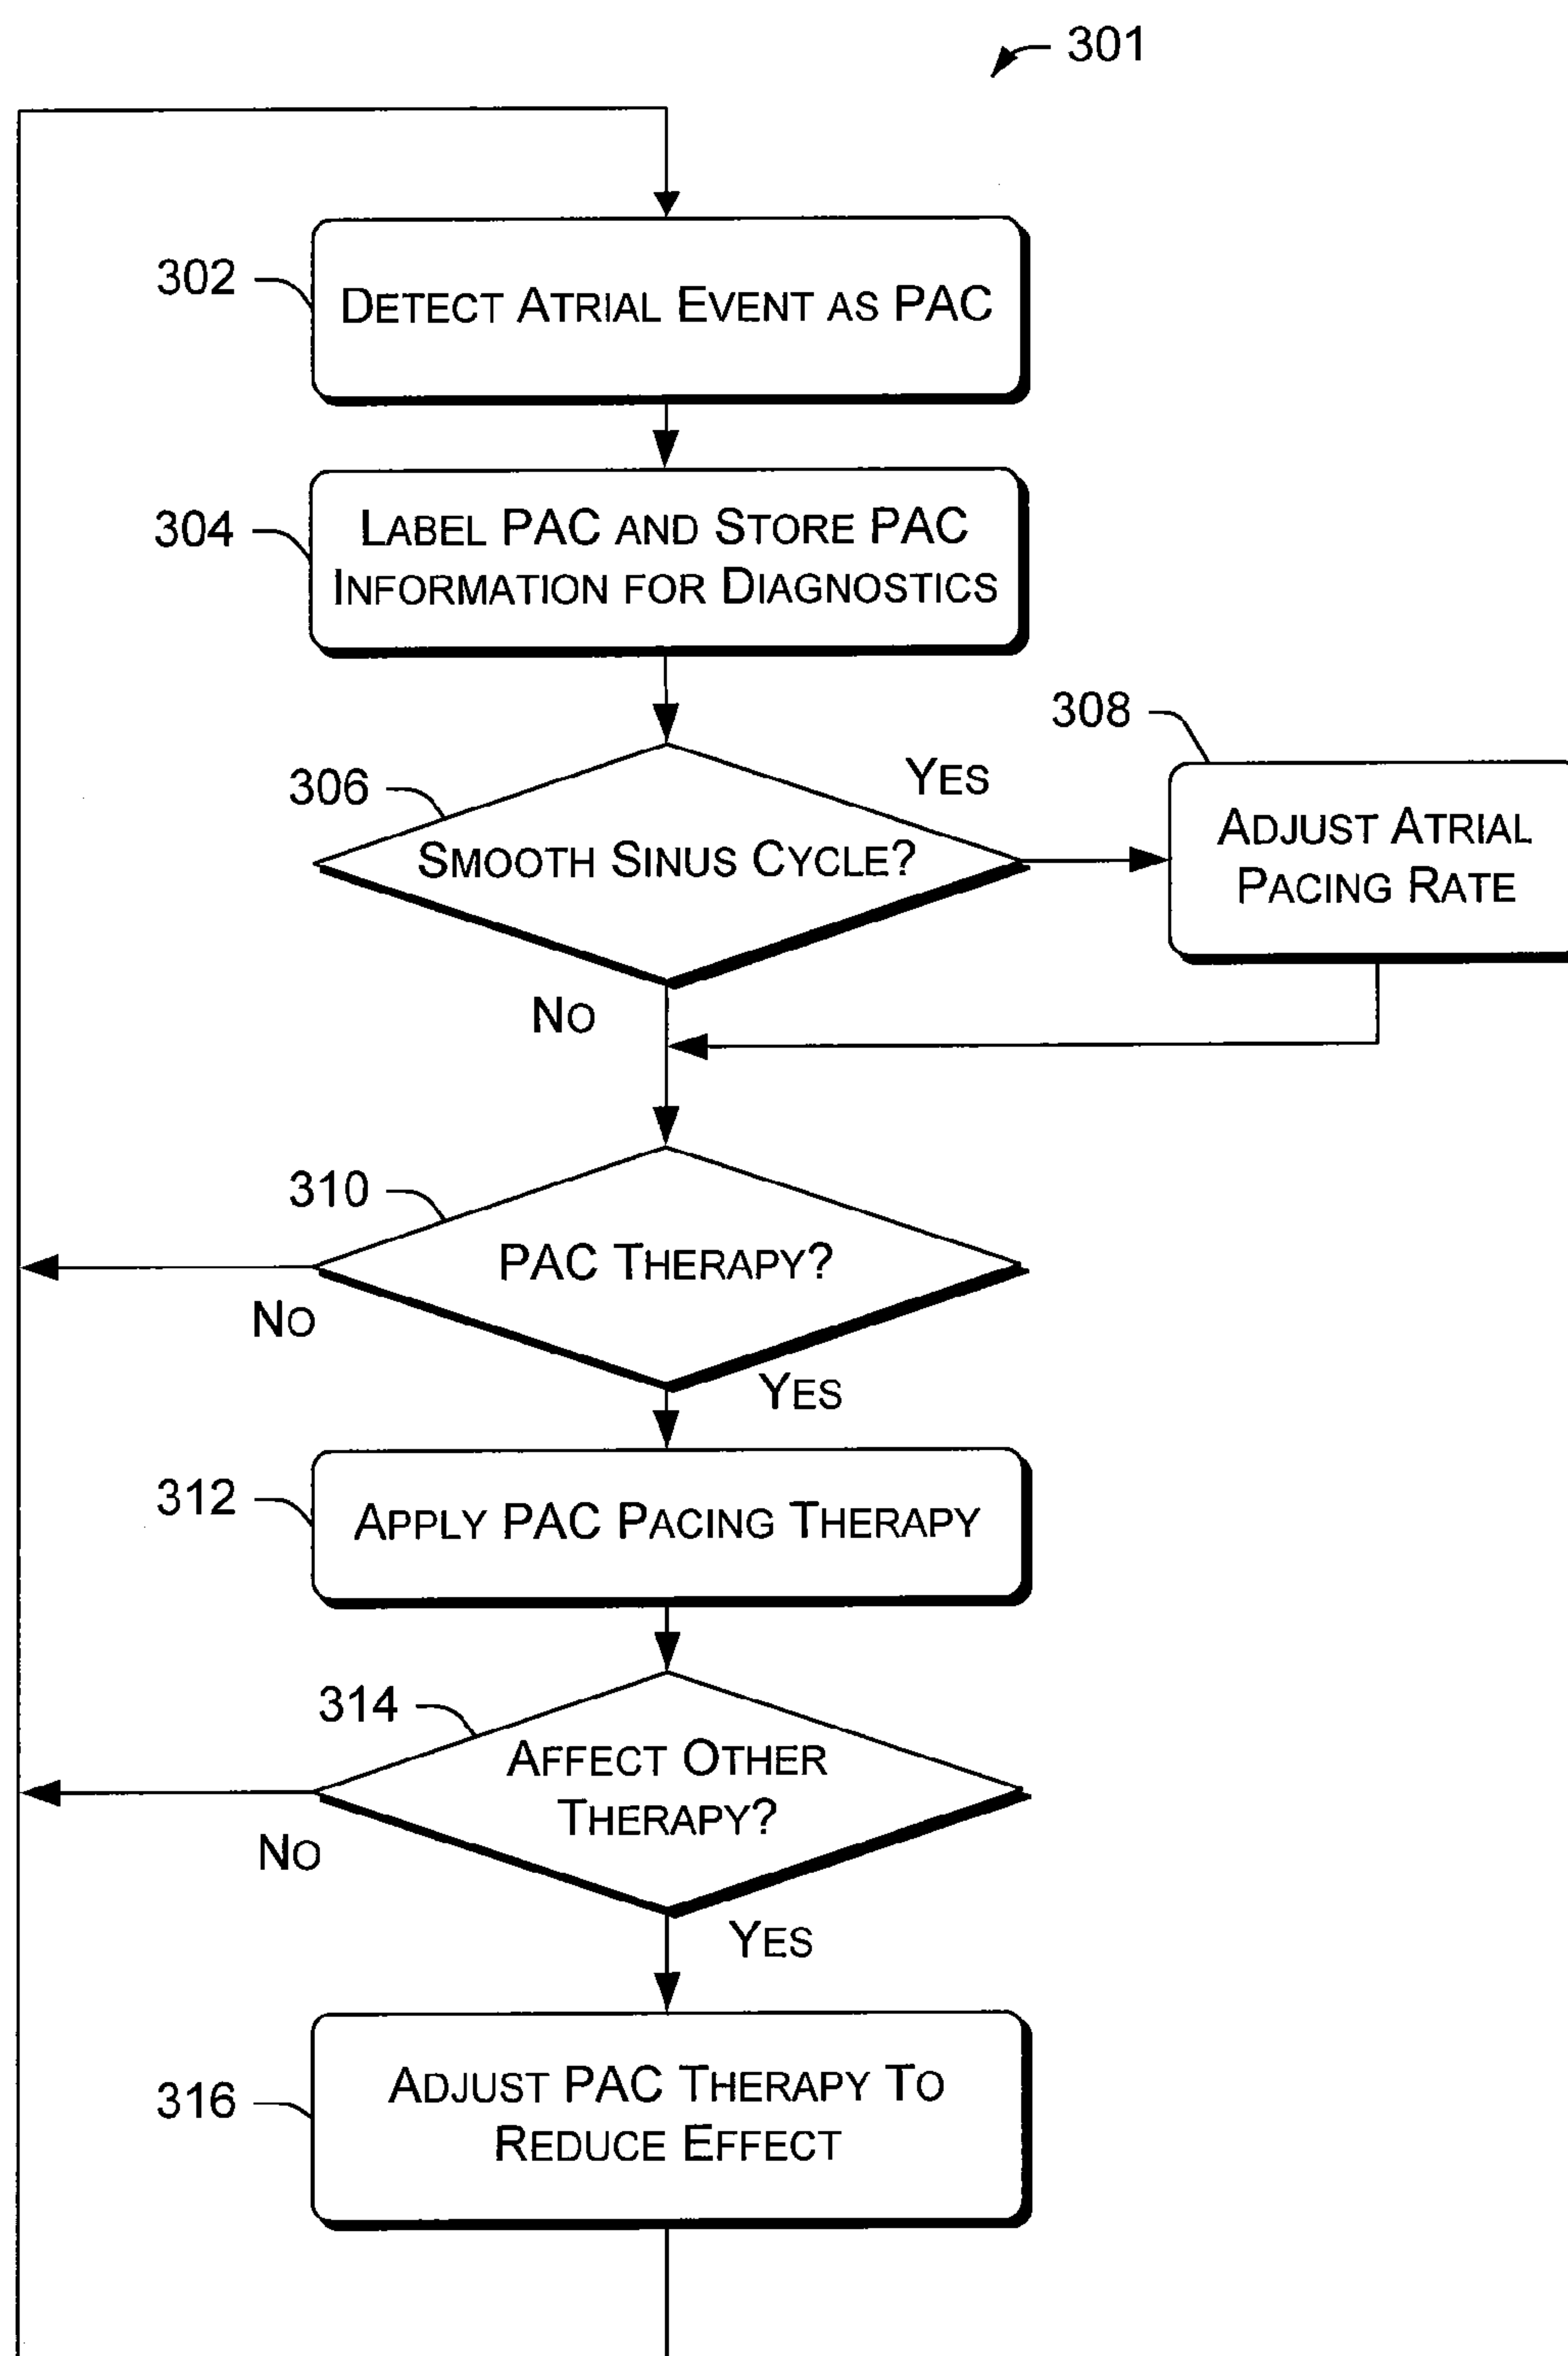 301
302
DETECT ATRIAL EVENT AS PAC
304
LABEL PAC AND STORE PAC
INFORMATION FOR DIAGNOSTICS
306
SMOOTH SINUS CYCLE?
YES
308
ADJUST ATRIAL
PACING RATE
NO
310
PAC THERAPY?
NO
YES
312
APPLY PAC PACING THERAPY
314
AFFECT OTHER
THERAPY?
NO
YES
316
ADJUST PAC THERAPY TO
REDUCE EFFECT